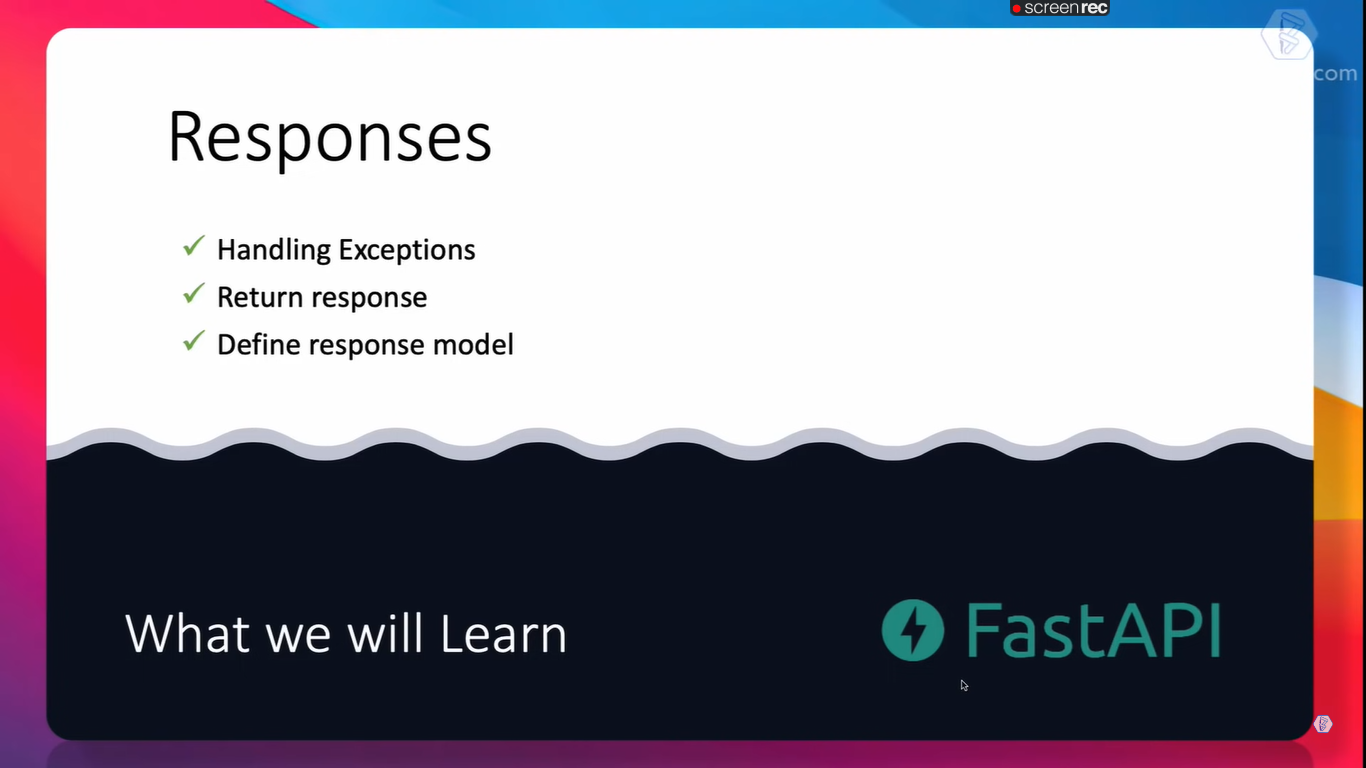 screenrec
com
Responses
Handling Exceptions
Return response
Define response model
What we will Learn
FastAPI